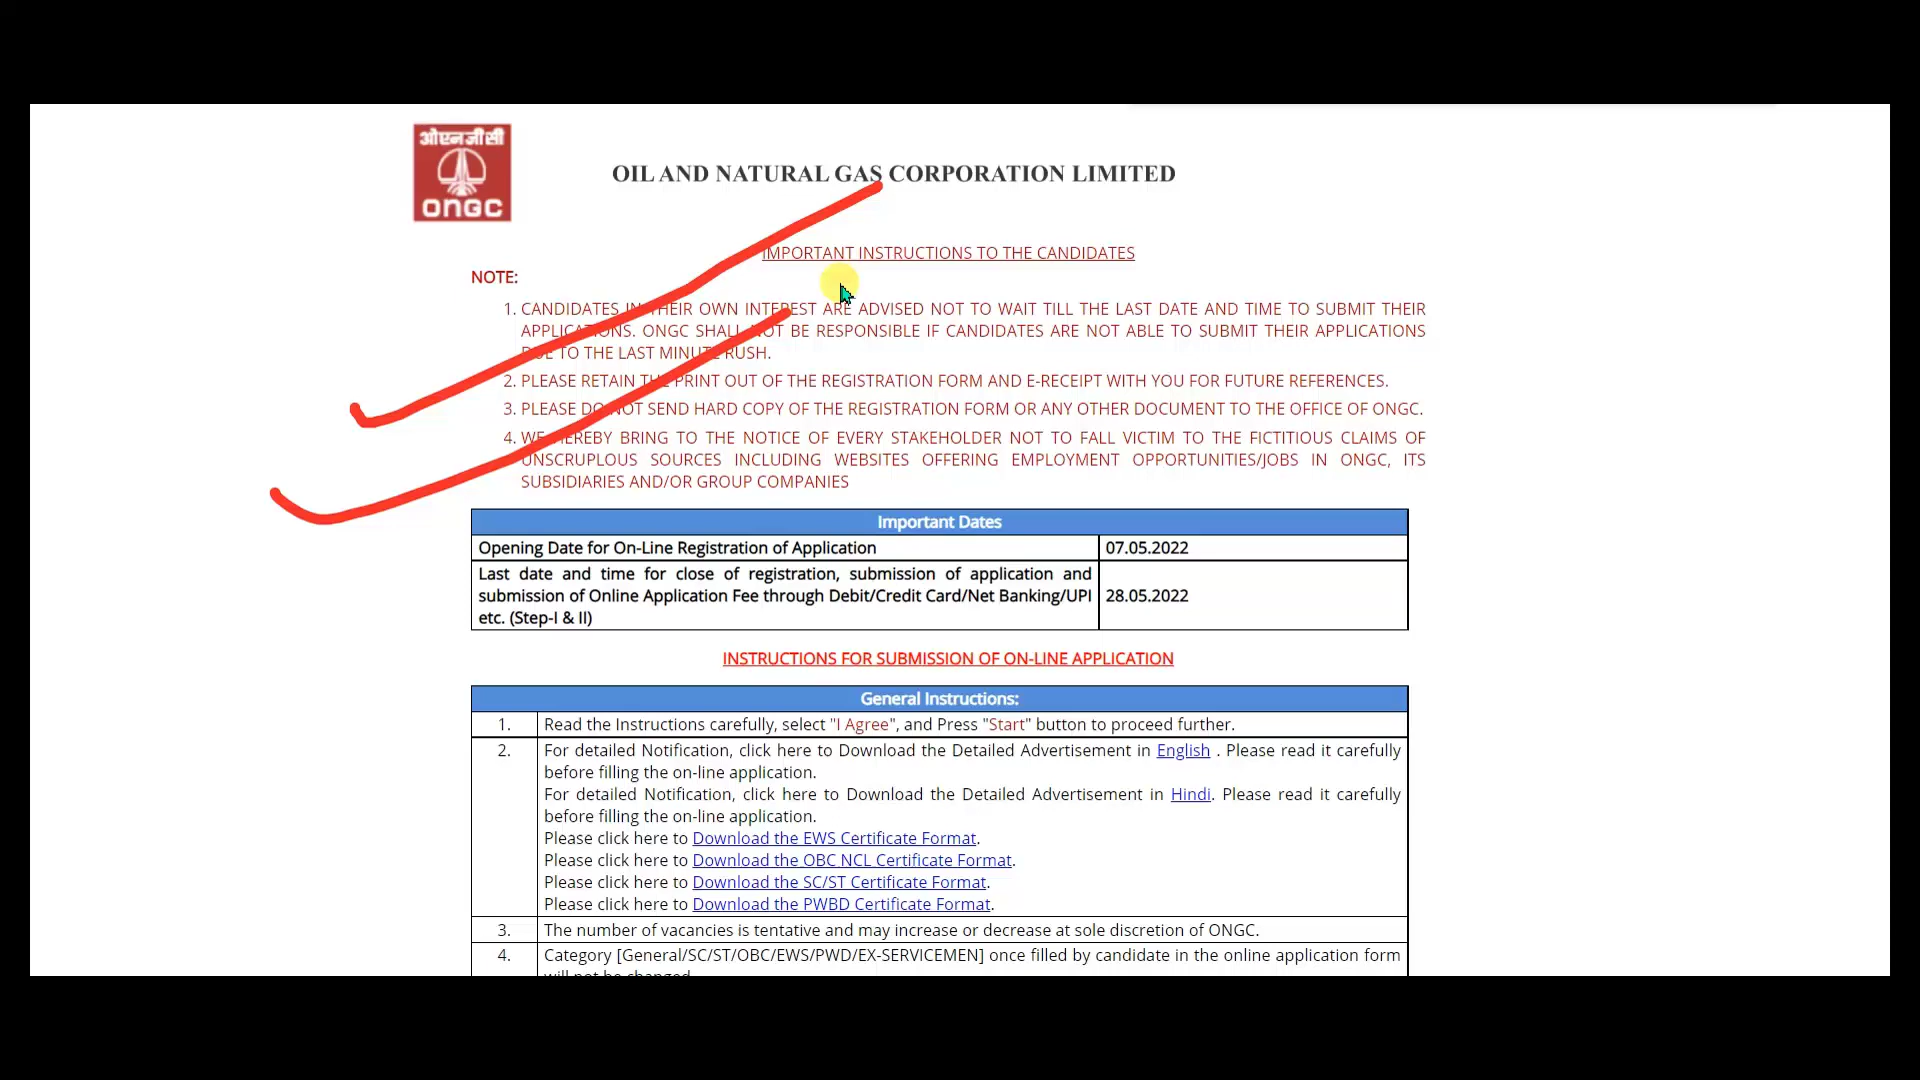 ओएनजीसी
ONGC
OIL AND NATURAL GAS CORPORATION LIMITED
IMPORTANT INSTRUCTIONS TO THE CANDIDATES
NOTE:
1. CANDIDATES IN THEIR OWN INTEREST ARE ADVISED NOT TO WAIT TILL THE LAST DATE AND TIME TO SUBMIT THEIR
APPLICATIONS. ONGC SHALL NOT BE RESPONSIBLE IF CANDIDATES ARE NOT ABLE TO SUBMIT THEIR APPLICATIONS
DUE TO THE LAST MINUTE RUSH.
2. PLEASE RETAIN THE PRINT OUT OF THE REGISTRATION FORM AND E-RECEIPT WITH YOU FOR FUTURE REFERENCES.
3. PLEASE DO NOT SEND HARD COPY OF THE REGISTRATION FORM OR ANY OTHER DOCUMENT TO THE OFFICE OF ONGC.
4. WE HEREBY BRING TO THE NOTICE OF EVERY STAKEHOLDER NOT TO FALL VICTIM TO THE FICTITIOUS CLAIMS OF
UNSCRUPLOUS SOURCES INCLUDING WEBSITES OFFERING EMPLOYMENT OPPORTUNITIES/JOBS IN ONGC, ITS
SUBSIDIARIES AND/OR GROUP COMPANIES
Important Dates
Opening Date for On-Line Registration of Application 07.05.2022
Last date and time for close of registration, submission of application and
submission of Online Application Fee through Debit/Credit Card/Net Banking/UPI 28.05.2022
etc. (Step-I & II)
INSTRUCTIONS FOR SUBMISSION OF ON-LINE APPLICATION
General Instructions:
1. Read the Instructions carefully, select "I Agree", and Press "Start" button to proceed further.
2. For detailed Notification, click here to Download the Detailed Advertisement in English . Please read it carefully
before filling the on-line application.
For detailed Notification, click here to Download the Detailed Advertisement in Hindi. Please read it carefully
before filling the on-line application.
Please click here to Download the EWS Certificate Format.
Please click here to Download the OBC NCL Certificate Format.
Please click here to Download the SC/ST Certificate Format.
Please click here to Download the PWBD Certificate Format.
3. The number of vacancies is tentative and may increase or decrease at sole discretion of ONGC.
4. Category [General/SC/ST/OBC/EWS/PWD/EX-SERVICEMEN] once filled by candidate in the online application form
will not be changed